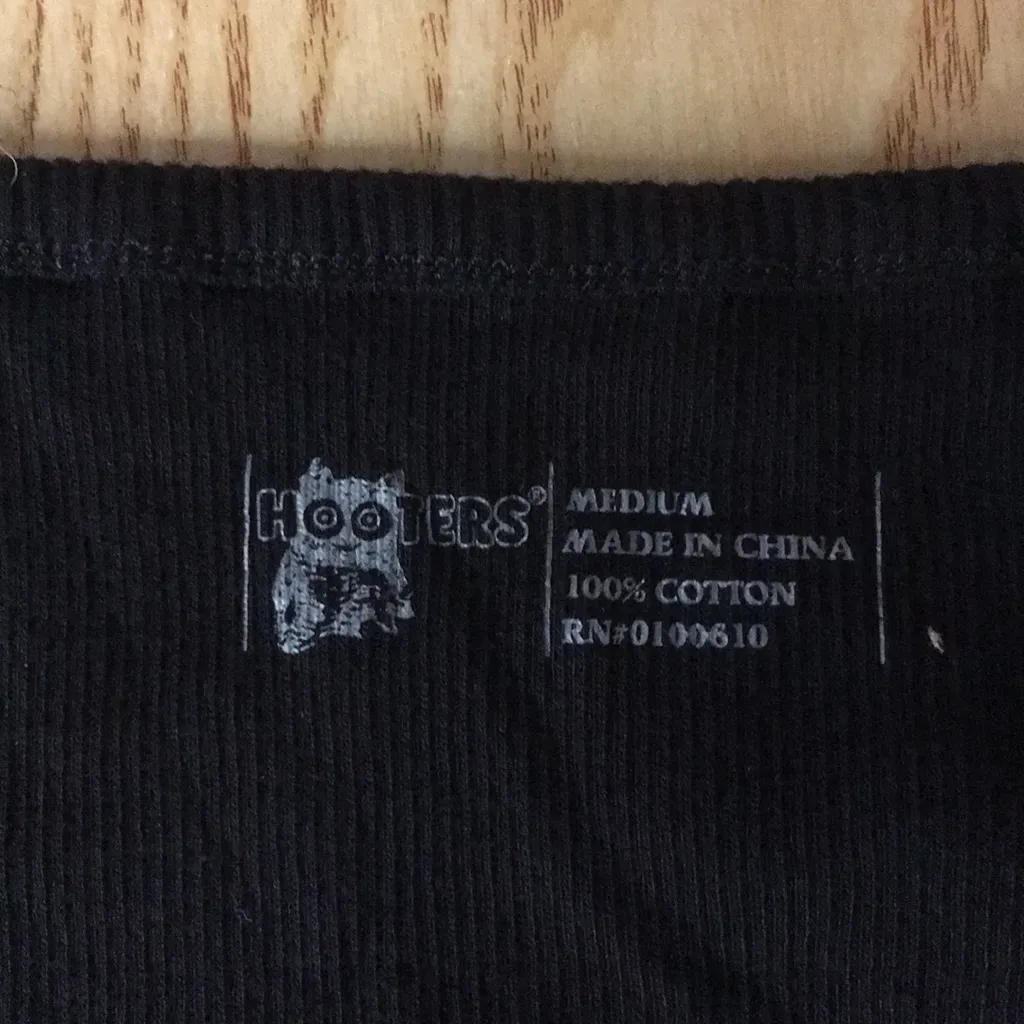 HOOTERS®
MEDIUM
MADE IN CHINA
100% COTTON
RN#0100610